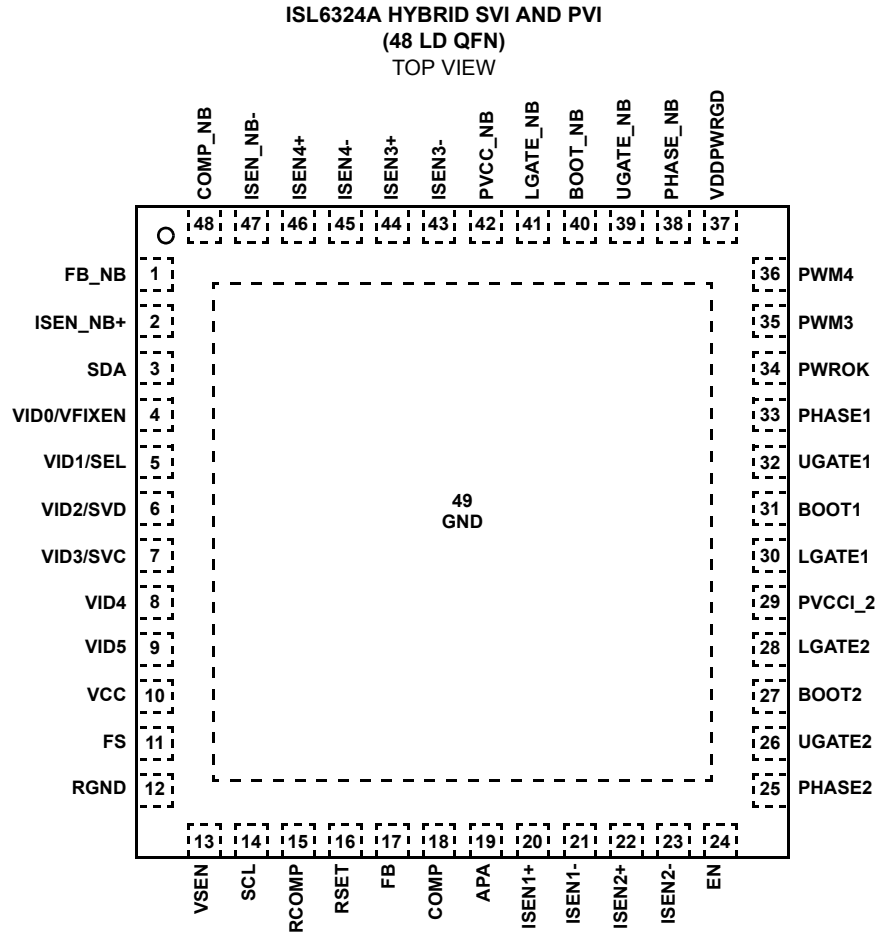 ISL6324A HYBRID SVI AND PVI
(48 LD QFN)
TOP VIEW
COMP_NB
ISEN_NB-
ISEN4+
ISEN4-
ISEN3+
ISEN3-
PVCC_NB
LGATE_NB
BOOT_NB
UGATE_NB
PHASE_NB
VDDPWRGD
48 47 46 45 44 43 42 41 40 39 38 37
FB_NB 1
ISEN_NB+ 2
SDA 3
VID0/VFIXEN 4
VID1/SEL 5
VID2/SVD 6
VID3/SVC 7
VID4 8
VID5 9
VCC 10
FS 11
RGND 12
49
GND
36 PWM4
35 PWM3
34 PWROK
33 PHASE1
32 UGATE1
31 BOOT1
30 LGATE1
29 PVCCI_2
28 LGATE2
27 BOOT2
26 UGATE2
25 PHASE2
13 14 15 16 17 18 19 20 21 22 23 24
VSEN
SCL
RCOMP
RSET
FB
COMP
APA
ISEN1+
ISEN1-
ISEN2+
ISEN2-
EN